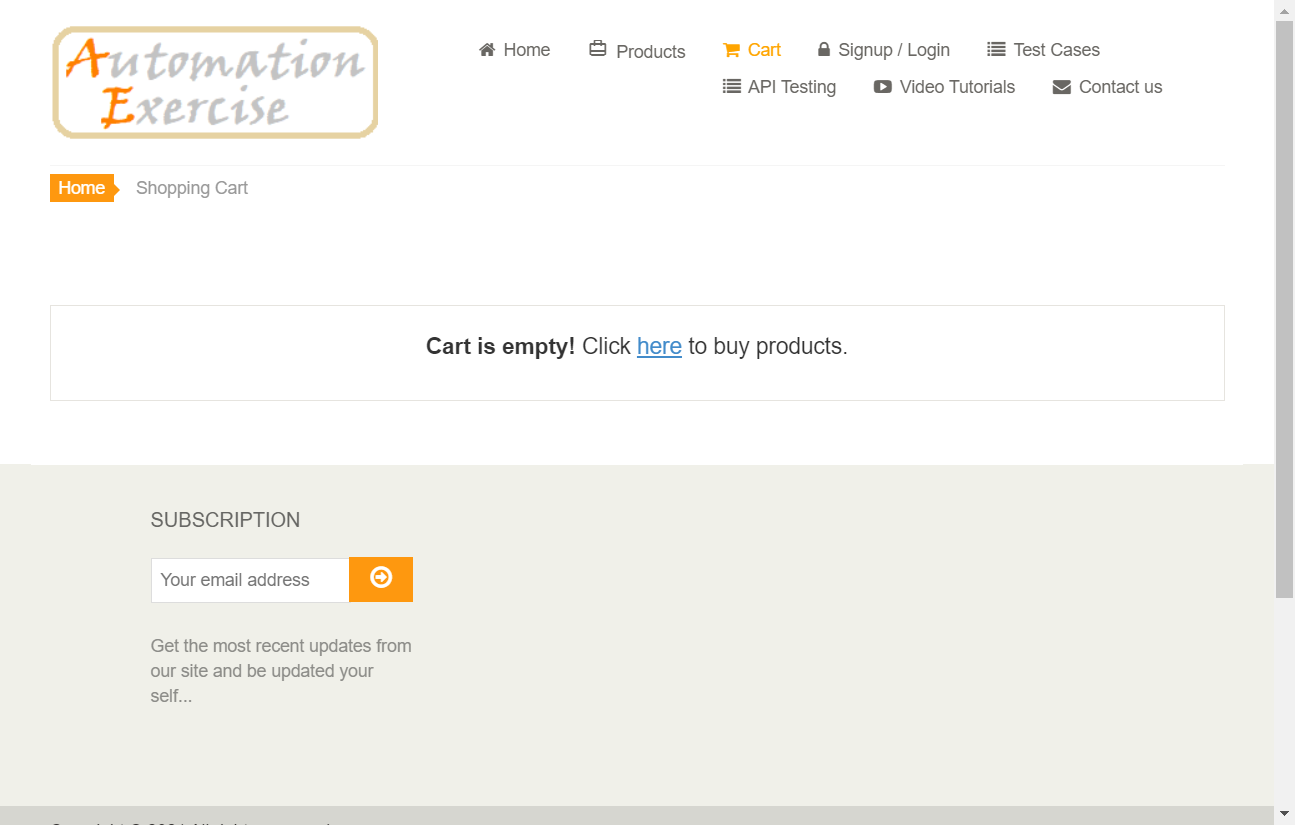 Automation
Exercise
Home Products Cart Signup / Login Test Cases
API Testing Video Tutorials Contact us
Home Shopping Cart
Cart is empty! Click here to buy products.
SUBSCRIPTION
Your email address
Get the most recent updates from
our site and be updated your
self...